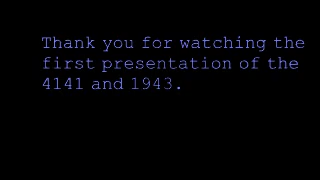 Thank you for watching the
first presentation of the
4141 and 1943.